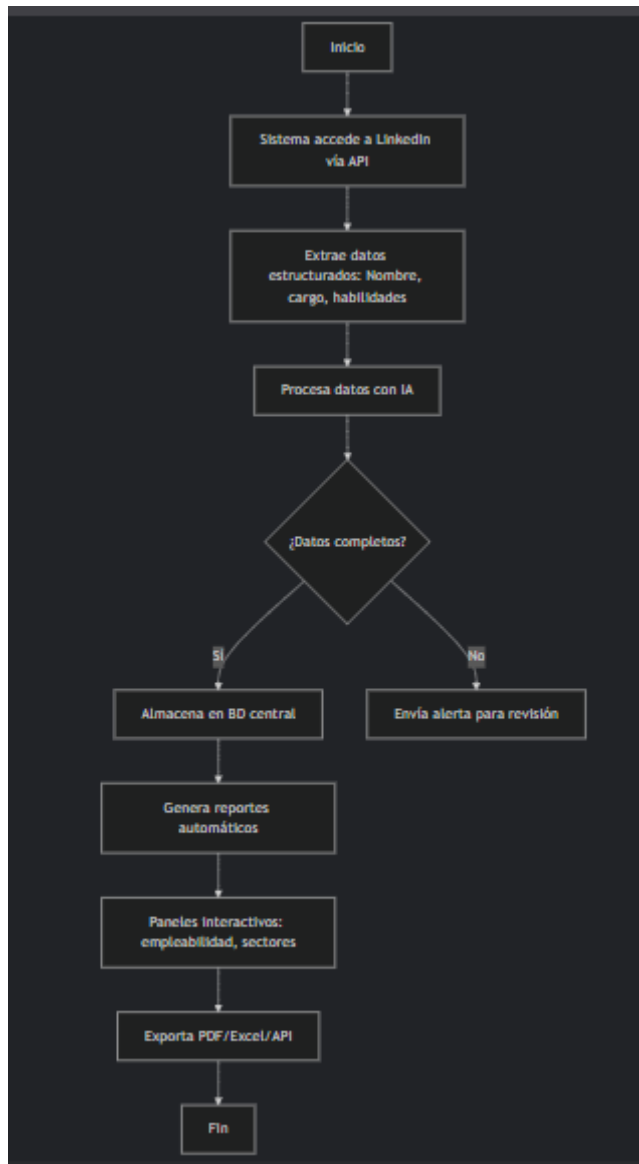 Inicio
Sistema accede a LinkedIn
vía API
Extrae datos
estructurados: Nombre,
cargo, habilidades
Procesa datos con IA
¿Datos completos?
Sí
No
Almacena en BD central
Envía alerta para revisión
Genera reportes
automáticos
Paneles interactivos:
empleabilidad, sectores
Exporta PDF/Excel/API
Fin